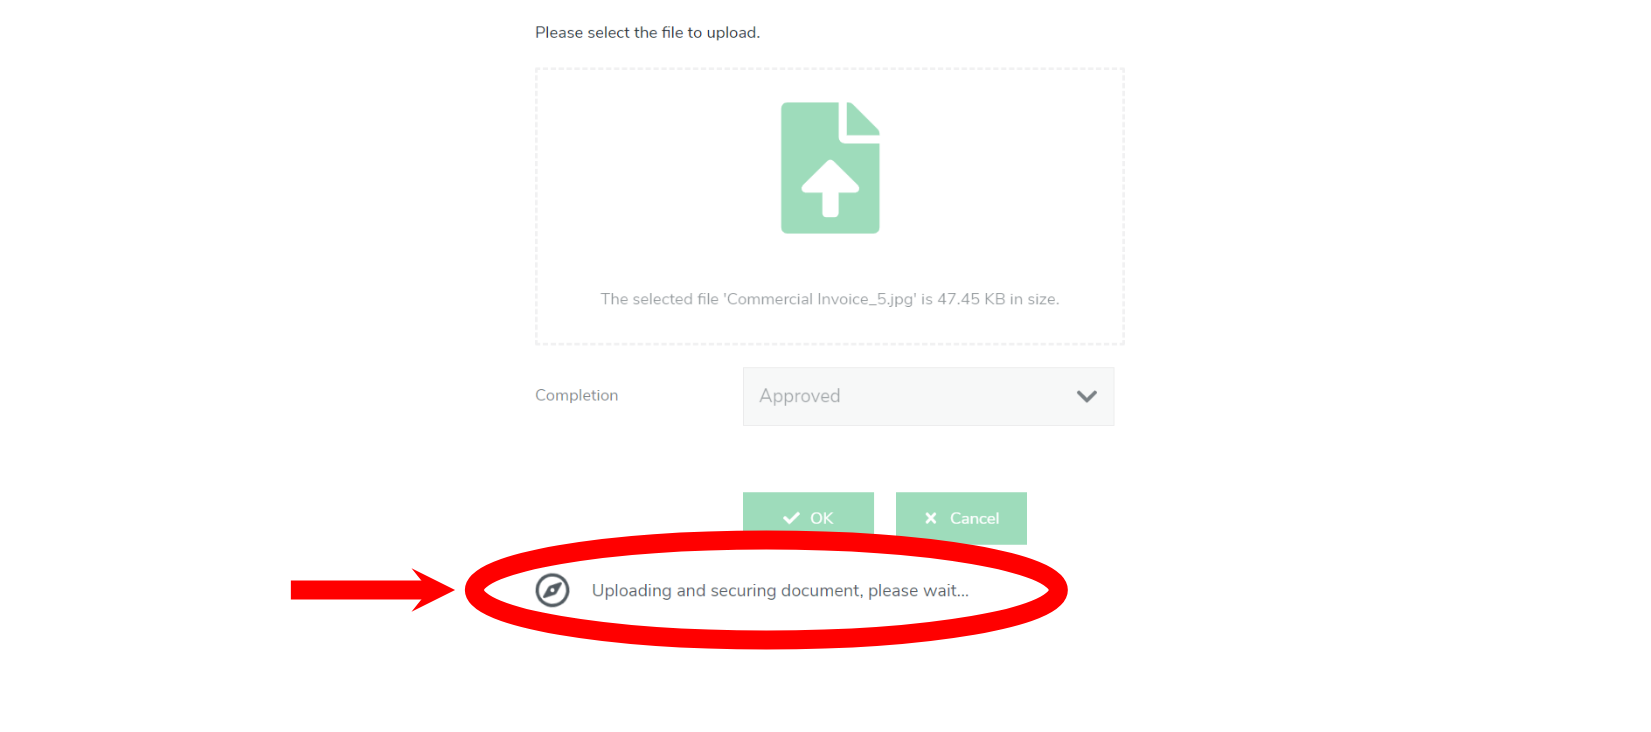 Please select the file to upload.
The selected file 'Commercial Invoice_5.jpg' is 47.45 KB in size.
Completion
Approved
OK
Cancel
Uploading and securing document, please wait...